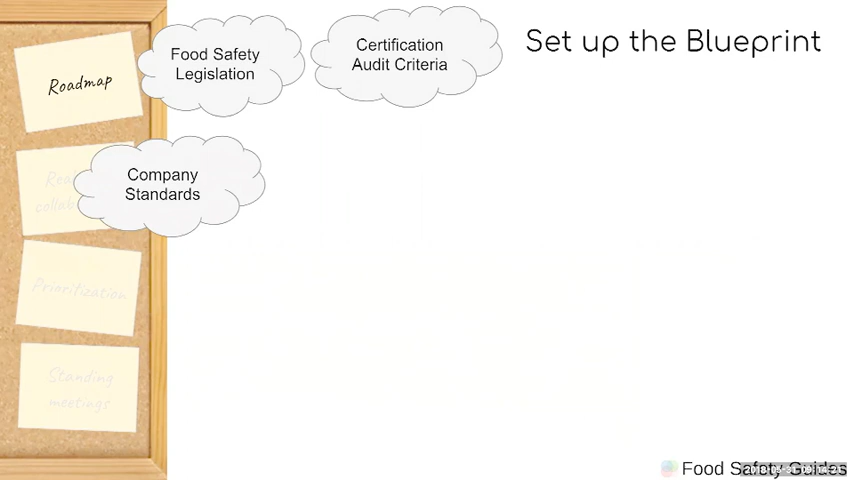 Set up the Blueprint
Food Safety
Legislation
Certification
Audit Criteria
Roadmap
Company
Standards
Prioritization
Standing
meetings
Food Safety Guides